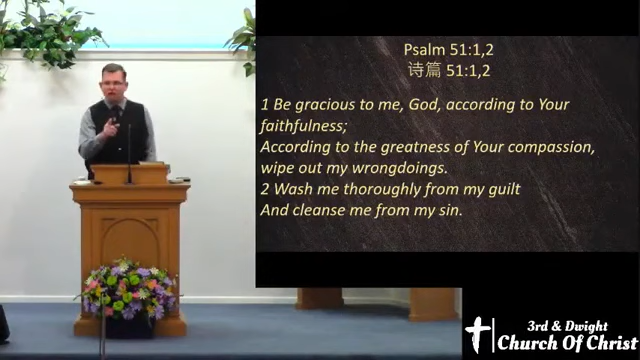 Psalm 51:1,2
诗篇 51:1,2
1 Be gracious to me, God, according to Your
faithfulness;
According to the greatness of Your compassion,
wipe out my wrongdoings.
2 Wash me thoroughly from my guilt
And cleanse me from my sin.
3rd & Dwight
Church Of Christ